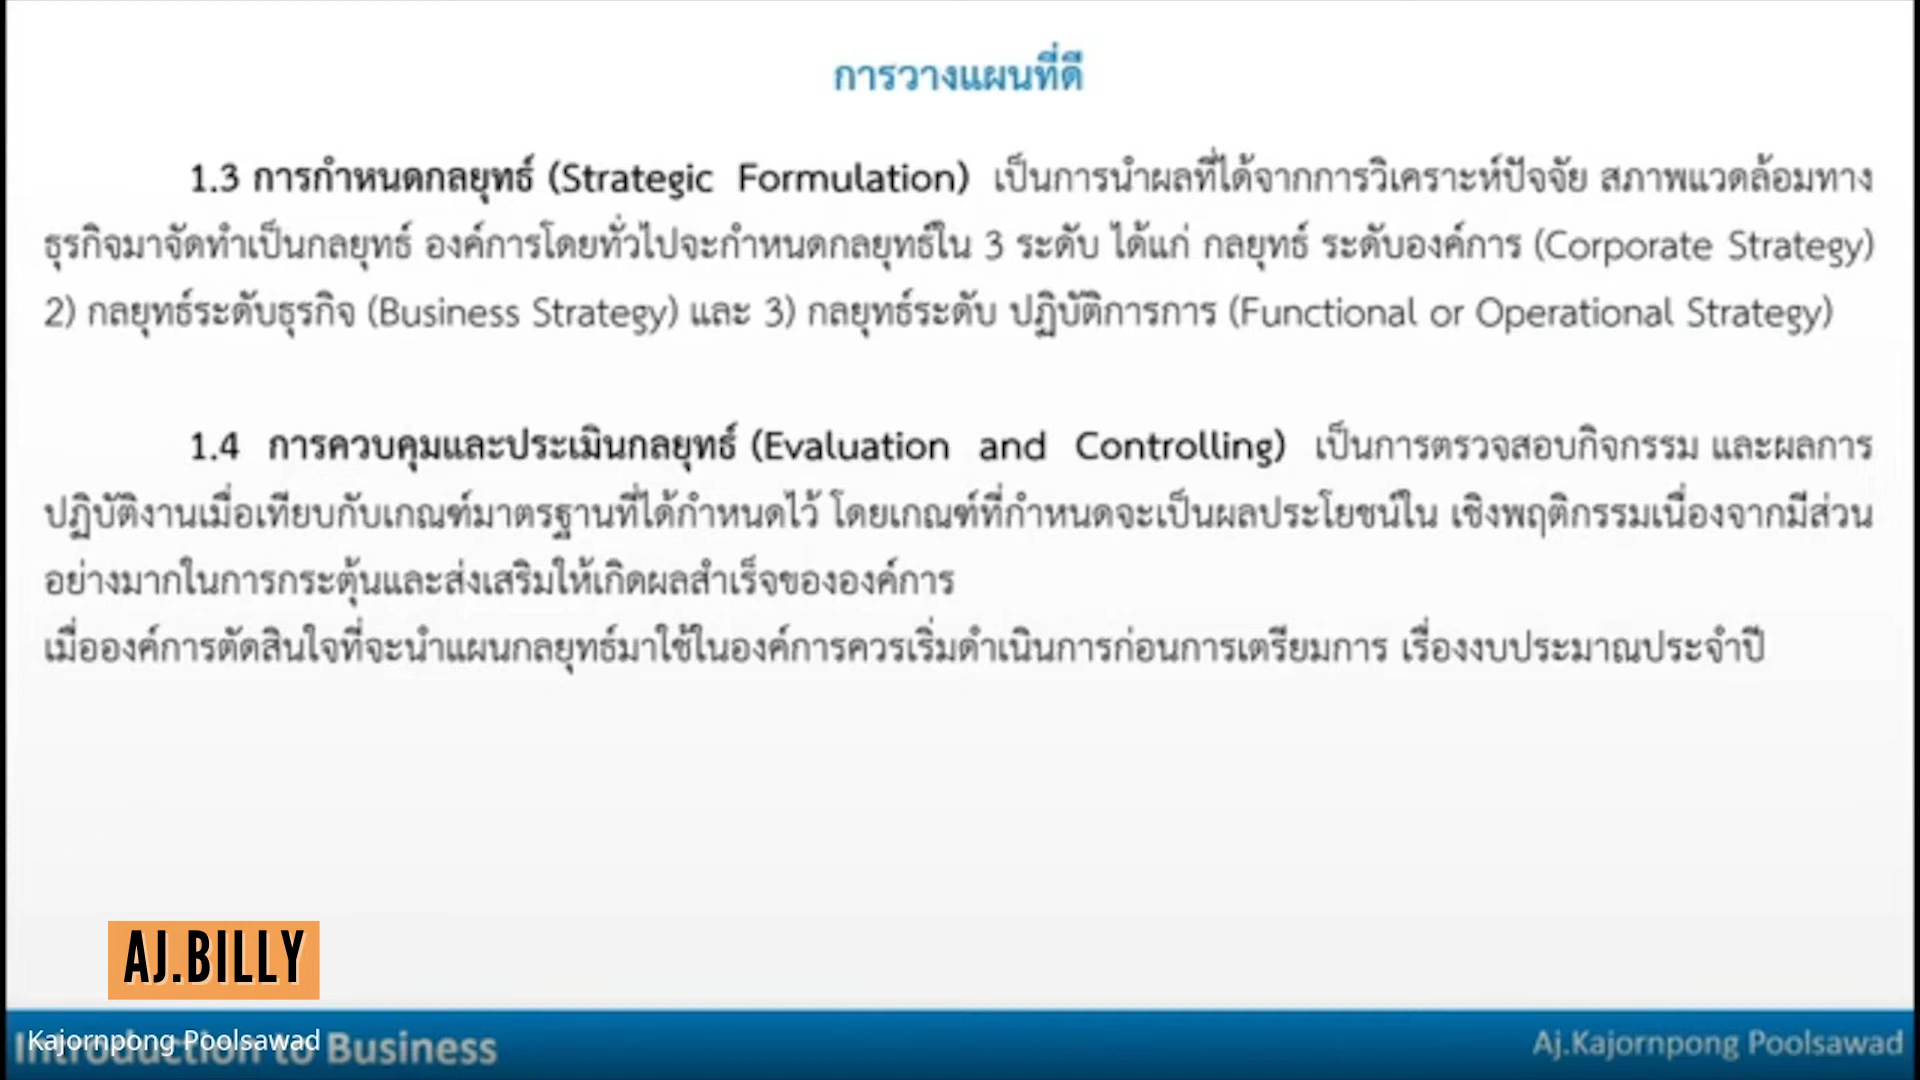 การวางแผนที่ดี
1.3 การกำหนดกลยุทธ์ (Strategic Formulation) เป็นการนำผลที่ได้จากการวิเคราะห์ปัจจัย สภาพแวดล้อมทาง
ธุรกิจมาจัดทำเป็นกลยุทธ์ องค์การโดยทั่วไปจะกำหนดกลยุทธ์ใน 3 ระดับ ได้แก่ กลยุทธ์ ระดับองค์การ (Corporate Strategy)
2) กลยุทธ์ระดับธุรกิจ (Business Strategy) และ 3) กลยุทธ์ระดับ ปฏิบัติการการ (Functional or Operational Strategy)
1.4 การควบคุมและประเมินกลยุทธ์ (Evaluation and Controlling) เป็นการตรวจสอบกิจกรรม และผลการ
ปฏิบัติงานเมื่อเทียบกับเกณฑ์มาตรฐานที่ได้กำหนดไว้ โดยเกณฑ์ที่กำหนดจะเป็นผลประโยชน์ใน เชิงพฤติกรรมเนื่องจากมีส่วน
อย่างมากในการกระตุ้นและส่งเสริมให้เกิดผลสำเร็จขององค์การ
เมื่อองค์การตัดสินใจที่จะนำแผนกลยุทธ์มาใช้ในองค์การควรเริ่มดำเนินการก่อนการเตรียมการ เรื่องงบประมาณประจำปี
AJ.BILLY
Kajornpong Poolsawad
Introduction to Business
Aj.Kajornpong Poolsawad